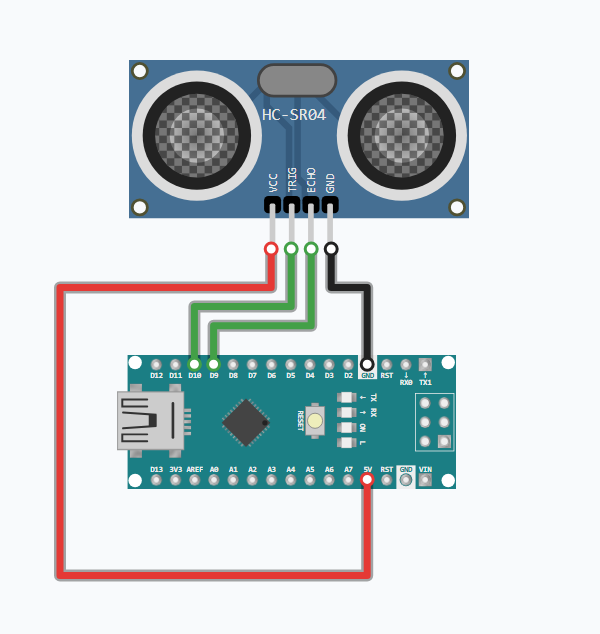 HC-SR04
VCC
TRIG
ECHO
GND
D12 D11 D10 D9 D8 D7 D6 D5 D4 D3 D2 GND RST ↓ ↑
RX0 TX1
RESET
← TX
→ RX
ON
L
D13 3V3 AREF A0 A1 A2 A3 A4 A5 A6 A7 5V RST GND VIN